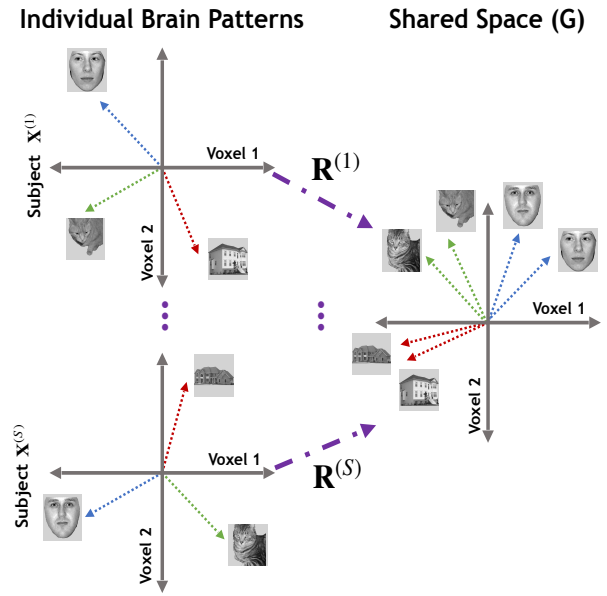 Individual Brain Patterns
Shared Space (G)
Subject X^(1)
Voxel 1
Voxel 2
R^(1)
Voxel 1
Voxel 2
Subject X^(S)
Voxel 1
Voxel 2
R^(S)